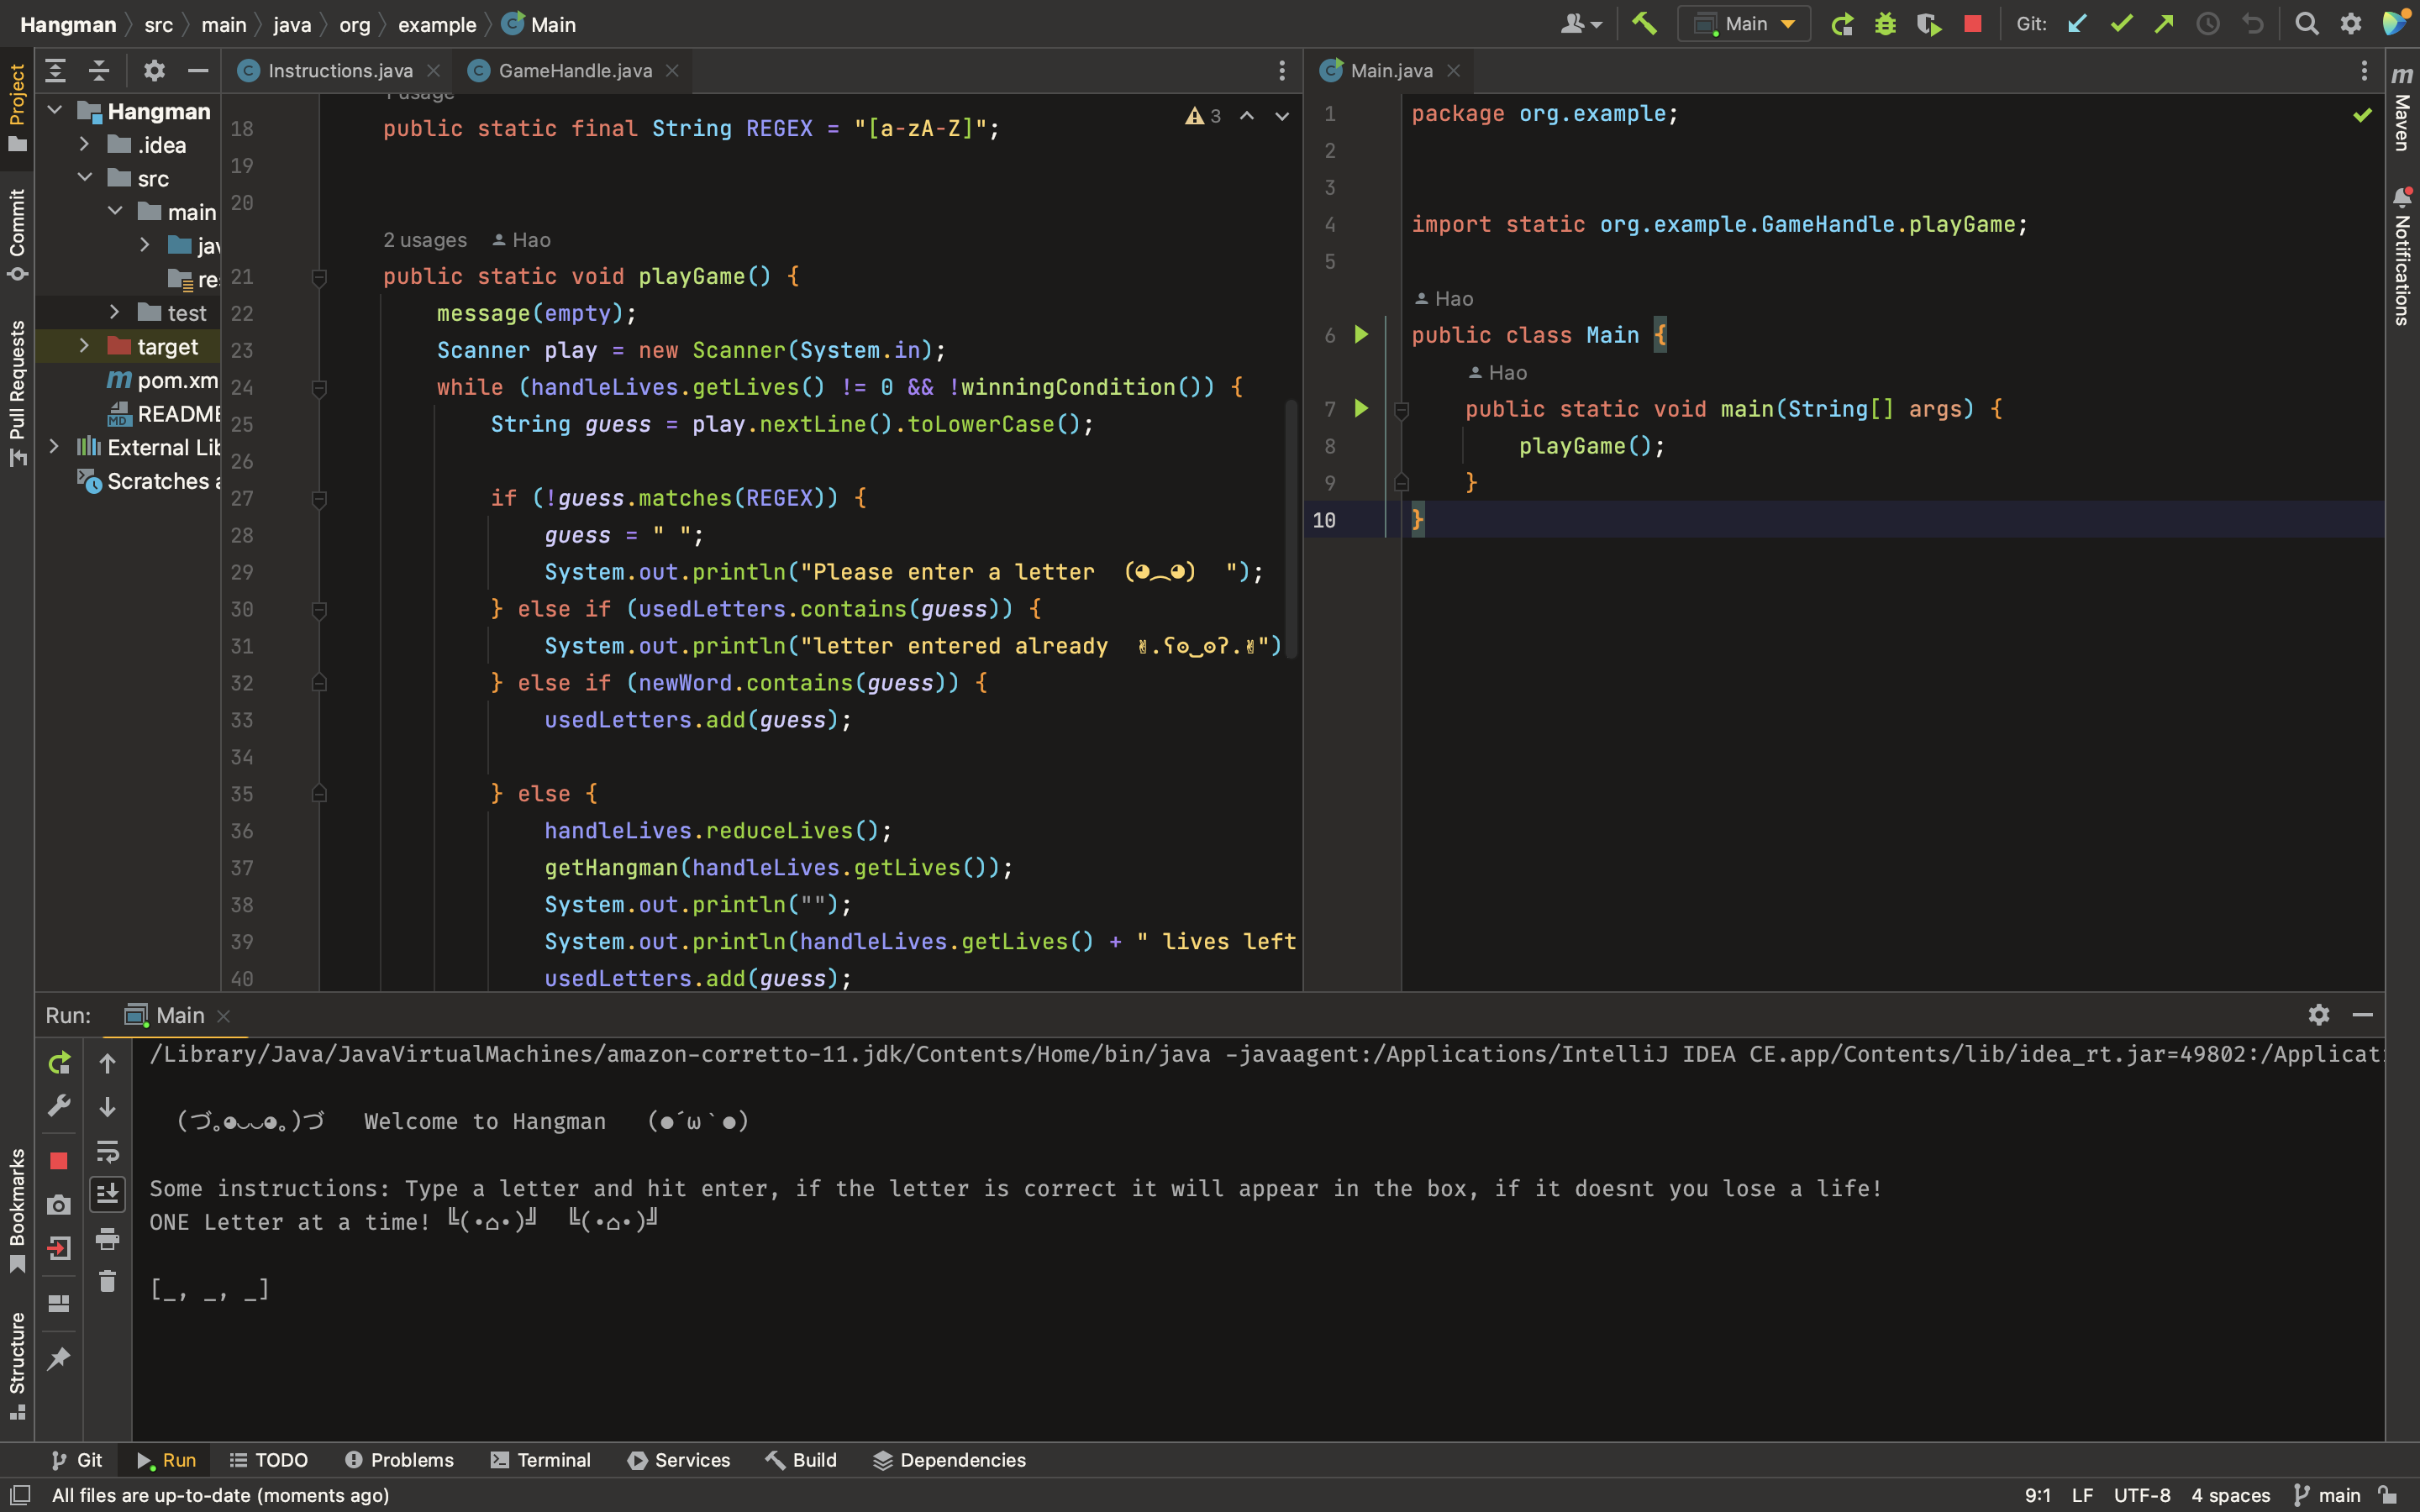 Hangman src main java org example Main
Main Git:
Project
Commit
Pull Requests
Bookmarks
Structure
Hangman
.idea
src
main
jav
res
test
target
pom.xm
README
External Lib
Scratches a
Instructions.java GameHandle.java
3
18 public static final String REGEX = "[a-zA-Z]";
19
20
2 usages Hao
21 public static void playGame() {
22 message(empty);
23 Scanner play = new Scanner(System.in);
24 while (handleLives.getLives() != 0 && !winningCondition()) {
25 String guess = play.nextLine().toLowerCase();
26
27 if (!guess.matches(REGEX)) {
28 guess = " ";
29 System.out.println("Please enter a letter  (◕︵◕)  ");
30 } else if (usedLetters.contains(guess)) {
31 System.out.println("letter entered already  ✌.ʕʘ‿ʘʔ.✌")
32 } else if (newWord.contains(guess)) {
33 usedLetters.add(guess);
34
35 } else {
36 handleLives.reduceLives();
37 getHangman(handleLives.getLives());
38 System.out.println("");
39 System.out.println(handleLives.getLives() + " lives left
40 usedLetters.add(guess);
Main.java
1 package org.example;
2
3
4 import static org.example.GameHandle.playGame;
5
Hao
6 public class Main {
Hao
7 public static void main(String[] args) {
8 playGame();
9 }
10 }
Maven
Notifications
Run: Main
/Library/Java/JavaVirtualMachines/amazon-corretto-11.jdk/Contents/Home/bin/java -javaagent:/Applications/IntelliJ IDEA CE.app/Contents/lib/idea_rt.jar=49802:/Applicat
(づ｡◕‿‿◕｡)づ   Welcome to Hangman   (●´ω`●)
Some instructions: Type a letter and hit enter, if the letter is correct it will appear in the box, if it doesnt you lose a life!
ONE Letter at a time! ╚(•⌂•)╝  ╚(•⌂•)╝
[_, _, _]
Git Run TODO Problems Terminal Services Build Dependencies
All files are up-to-date (moments ago) 9:1 LF UTF-8 4 spaces main